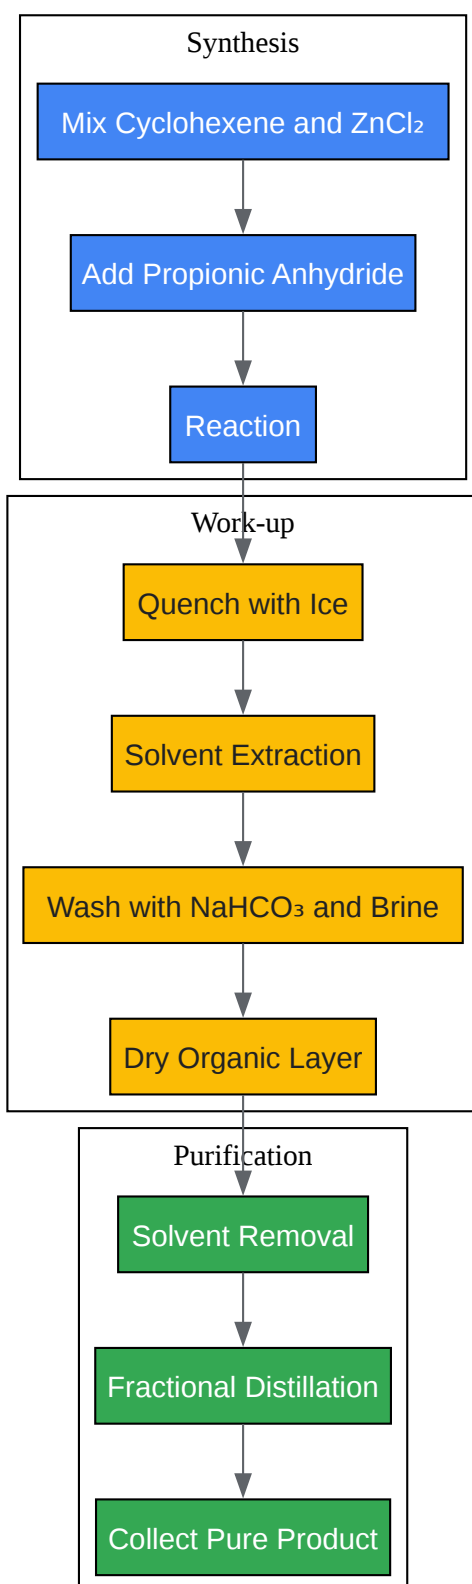 Synthesis
Mix Cyclohexene and ZnCl₂
Add Propionic Anhydride
Reaction
Work-up
Quench with Ice
Solvent Extraction
Wash with NaHCO₃ and Brine
Dry Organic Layer
Purification
Solvent Removal
Fractional Distillation
Collect Pure Product